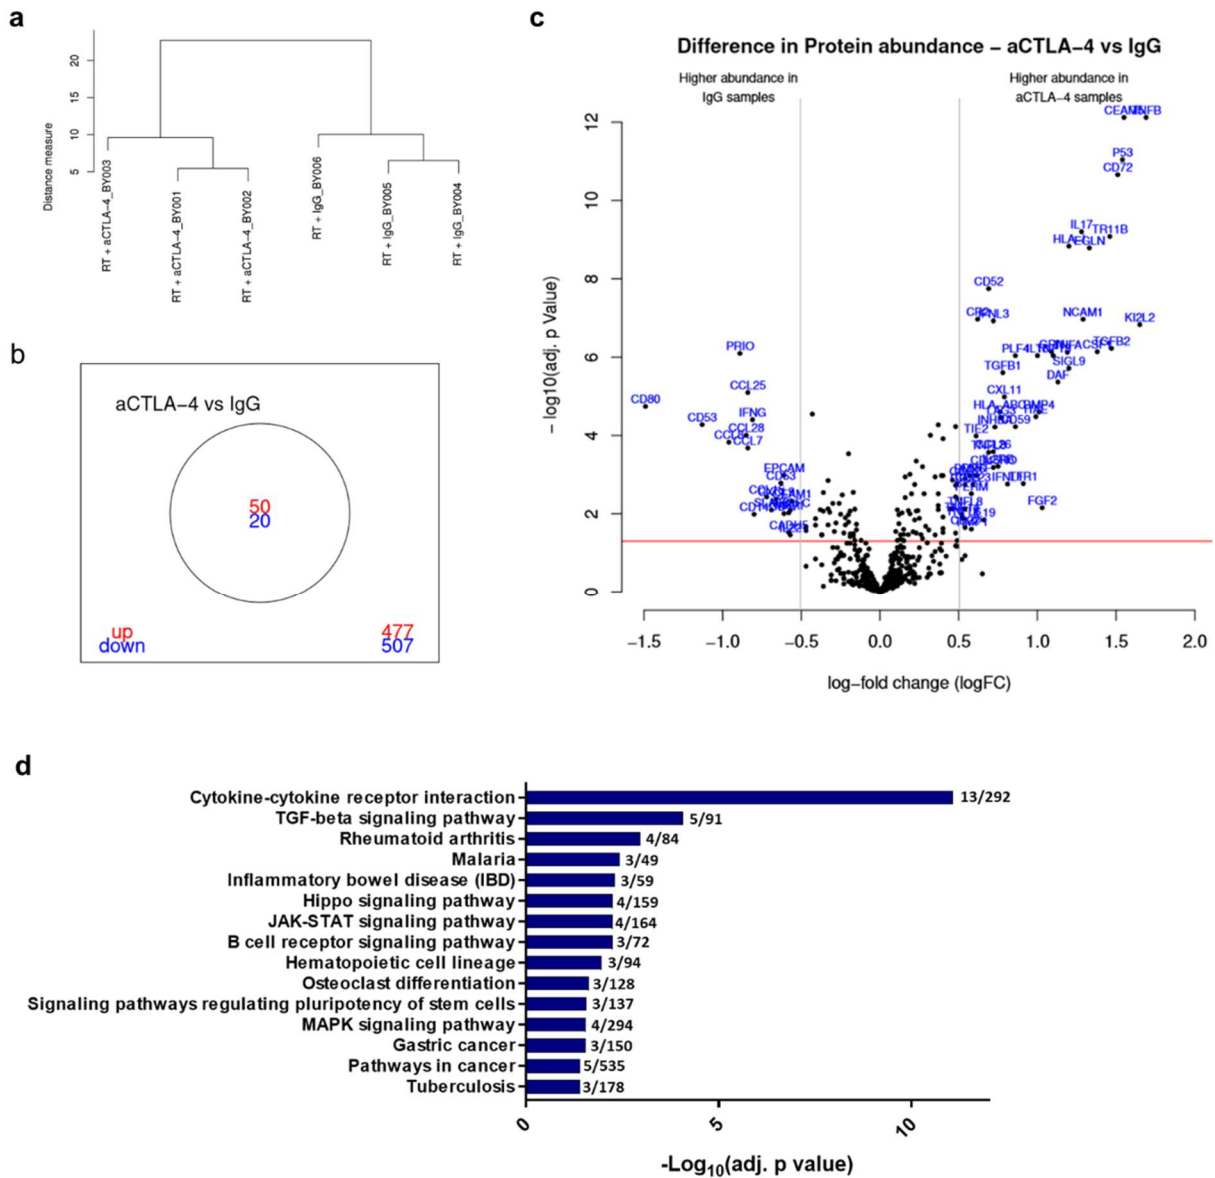 a
20
15
10
5
Distance measure
RT + aCTLA−4_BY003
RT + aCTLA−4_BY001
RT + aCTLA−4_BY002
RT + IgG_BY006
RT + IgG_BY005
RT + IgG_BY004
b
aCTLA−4 vs IgG
50
20
up
down
477
507
c
Difference in Protein abundance − aCTLA−4 vs IgG
Higher abundance in
IgG samples
Higher abundance in
aCTLA−4 samples
− log10(adj. p Value)
12
10
8
6
4
2
0
P53
CD72
IL17
TR11B
EGLN
CD52
NCAM1
KI2L2
TGFB2
SIGL9
DAF
TGFB1
CXL11
TIE2
FGF2
PRIO
CCL25
CD80
CD53
IFNG
CCL28
CCL7
EPCAM
−1.5
−1.0
−0.5
0.0
0.5
1.0
1.5
2.0
log−fold change (logFC)
d
Cytokine-cytokine receptor interaction 13/292
TGF-beta signaling pathway 5/91
Rheumatoid arthritis 4/84
Malaria 3/49
Inflammatory bowel disease (IBD) 3/59
Hippo signaling pathway 4/159
JAK-STAT signaling pathway 4/164
B cell receptor signaling pathway 3/72
Hematopoietic cell lineage 3/94
Osteoclast differentiation 3/128
Signaling pathways regulating pluripotency of stem cells 3/137
MAPK signaling pathway 4/294
Gastric cancer 3/150
Pathways in cancer 5/535
Tuberculosis 3/178
0
5
10
-Log10(adj. p value)